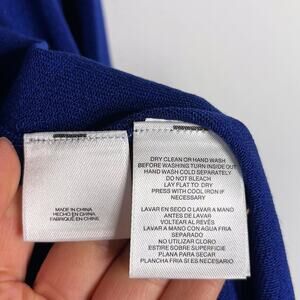 MADE IN CHINA
HECHO EN CHINA
FABRIQUÉ EN CHINE
DRY CLEAN OR HAND WASH
BEFORE WASHING TURN INSIDE OUT
HAND WASH COLD SEPARATELY
DO NOT BLEACH
LAY FLAT TO DRY
PRESS WITH COOL IRON IF
NECESSARY
LAVAR EN SECO O LAVAR A MANO
ANTES DE LAVAR
VOLTEAR AL REVÉS
LAVAR A MANO CON AGUA FRIA
SEPARADO
NO UTILIZAR CLORO
ESTIRE SOBRE SUPERFICIE
PLANA PARA SECAR
PLANCHA FRIA SI ES NECESARIO